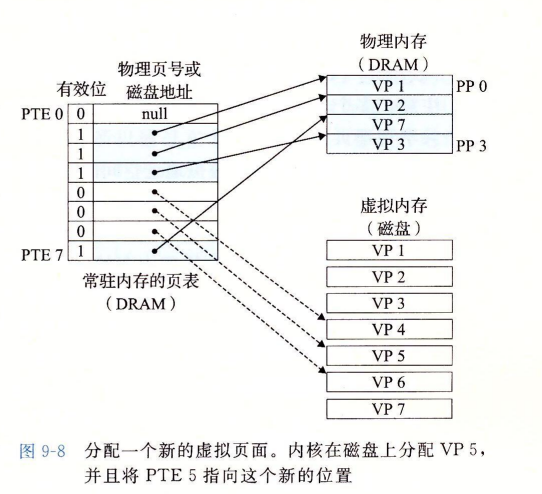 物理内存
（DRAM）
物理页号或
磁盘地址
有效位
VP 1 PP 0
PTE 0 0 null
VP 2
1
VP 7
1
VP 3 PP 3
1
0
虚拟内存
0
（磁盘）
0
VP 1
PTE 7 1
VP 2
常驻内存的页表
（DRAM）
VP 3
VP 4
VP 5
VP 6
VP 7
图 9-8 分配一个新的虚拟页面。内核在磁盘上分配 VP 5，
并且将 PTE 5 指向这个新的位置